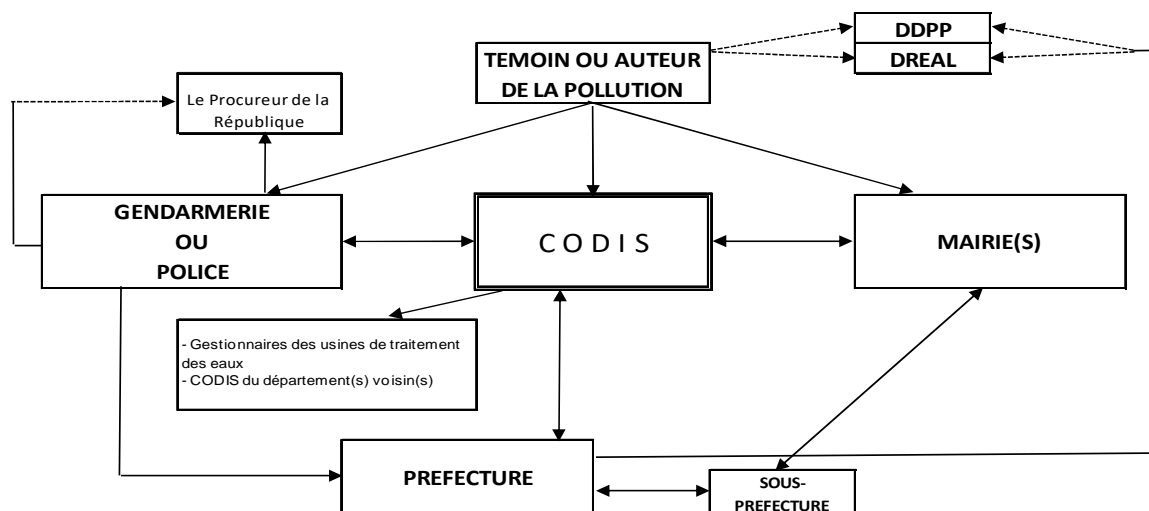 DDPP
TEMOIN OU AUTEUR
DE LA POLLUTION
DREAL
Le Procureur de la
République
GENDARMERIE
OU
POLICE
CODIS
MAIRIE(S)
- Gestionnaires des usines de traitement
des eaux
- CODIS du département(s) voisin(s)
PREFECTURE
SOUS-
PREFECTURE